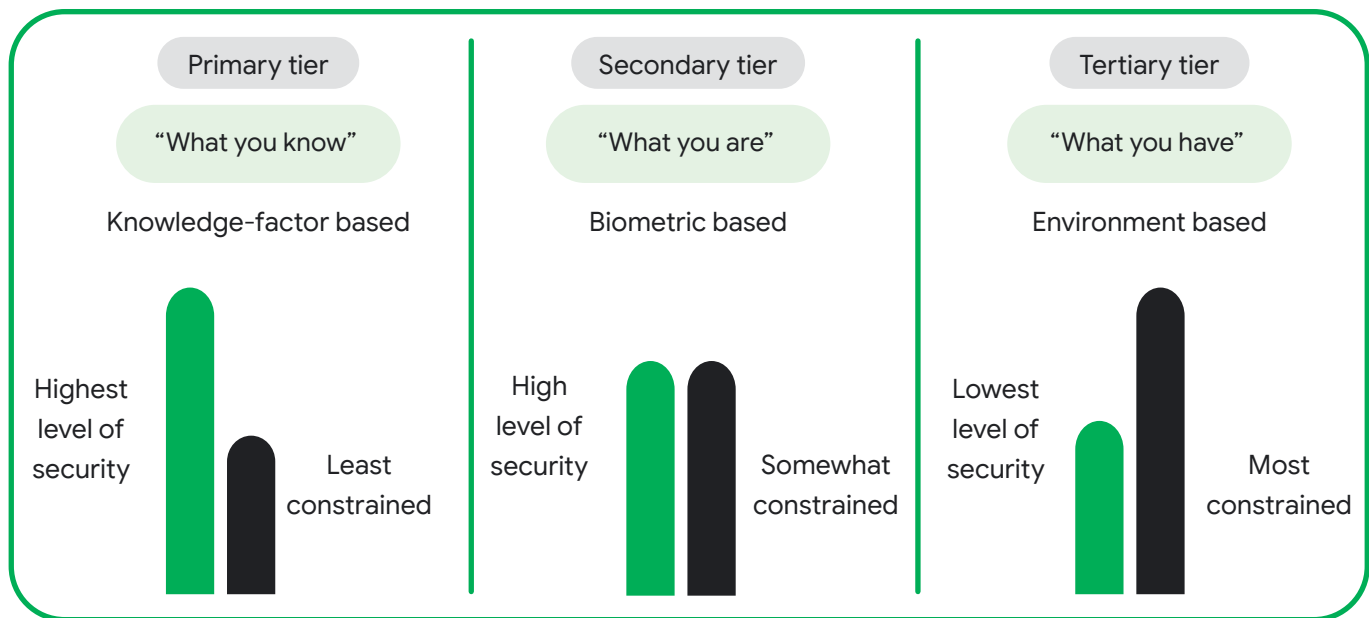 Primary tier
“What you know”
Knowledge-factor based
Highest
level of
security
Least
constrained
Secondary tier
“What you are”
Biometric based
High
level of
security
Somewhat
constrained
Tertiary tier
“What you have”
Environment based
Lowest
level of
security
Most
constrained